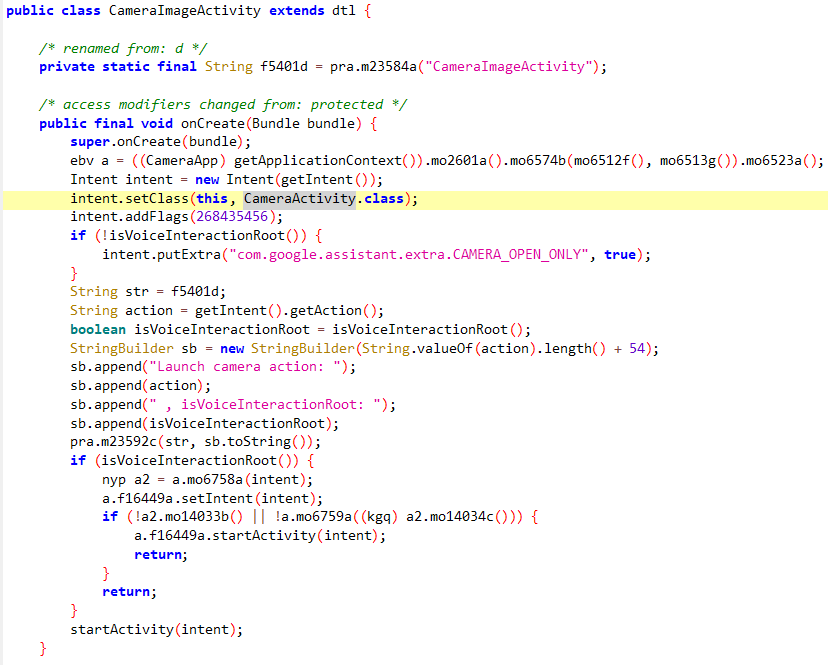 public class CameraImageActivity extends dtl {
/* renamed from: d */
private static final String f5401d = pra.m23584a("CameraImageActivity");
/* access modifiers changed from: protected */
public final void onCreate(Bundle bundle) {
super.onCreate(bundle);
ebv a = ((CameraApp) getApplicationContext()).mo2601a().mo6574b(mo6512f(), mo6513g()).mo6523a();
Intent intent = new Intent(getIntent());
intent.setClass(this, CameraActivity.class);
intent.addFlags(268435456);
if (!isVoiceInteractionRoot()) {
intent.putExtra("com.google.assistant.extra.CAMERA_OPEN_ONLY", true);
}
String str = f5401d;
String action = getIntent().getAction();
boolean isVoiceInteractionRoot = isVoiceInteractionRoot();
StringBuilder sb = new StringBuilder(String.valueOf(action).length() + 54);
sb.append("Launch camera action: ");
sb.append(action);
sb.append(" , isVoiceInteractionRoot: ");
sb.append(isVoiceInteractionRoot);
pra.m23592c(str, sb.toString());
if (isVoiceInteractionRoot()) {
nyp a2 = a.mo6758a(intent);
a.f16449a.setIntent(intent);
if (!a2.mo14033b() || !a.mo6759a((kgq) a2.mo14034c())) {
a.f16449a.startActivity(intent);
return;
}
return;
}
startActivity(intent);
}